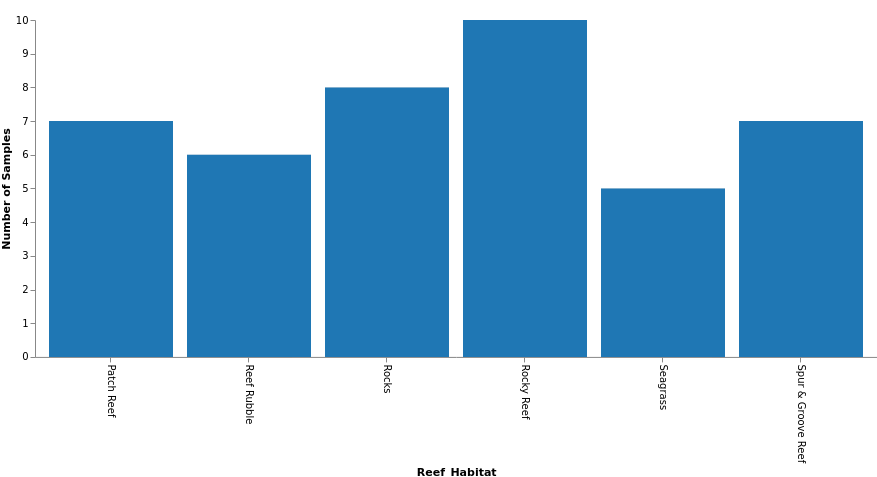 10
9
8
7
6
5
4
3
2
1
0
Number of Samples
Patch Reef
Reef Rubble
Rocks
Rocky Reef
Seagrass
Spur & Groove Reef
Reef Habitat